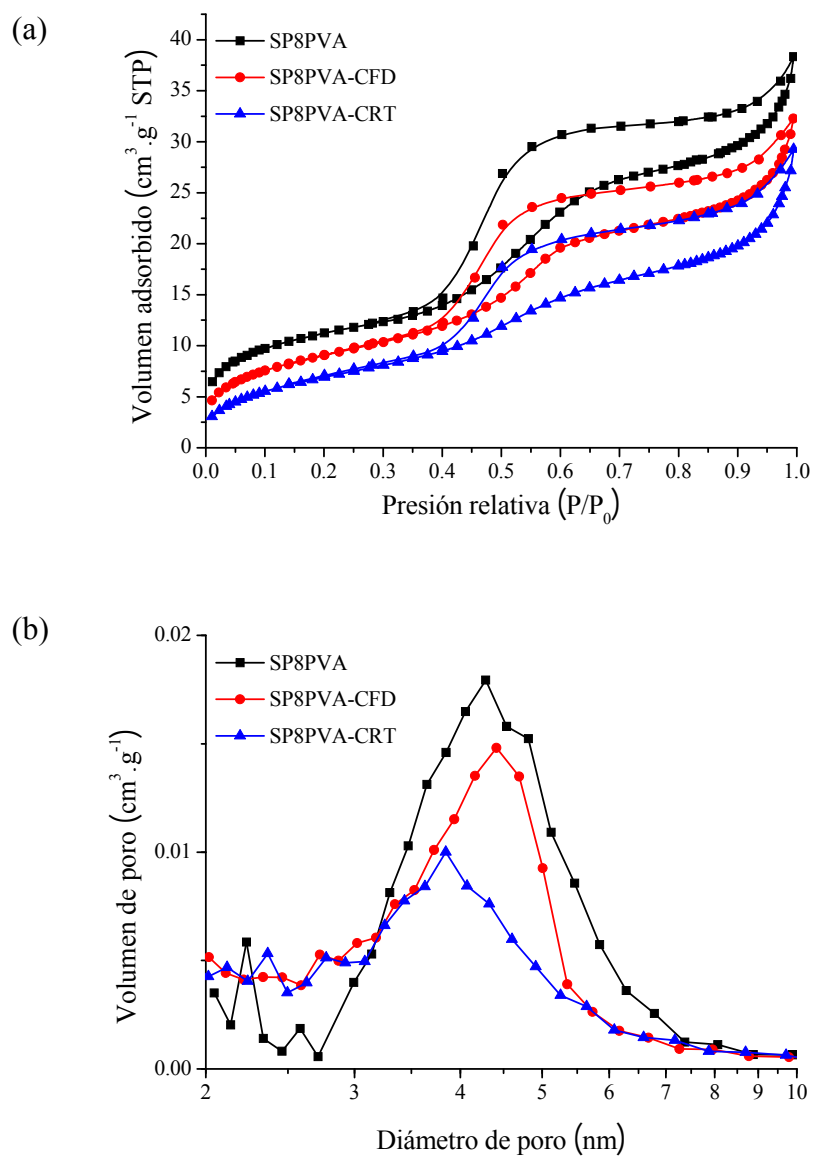 (a)
SP8PVA
SP8PVA-CFD
SP8PVA-CRT
Volumen adsorbido (cm³.g⁻¹ STP)
40
35
30
25
20
15
10
5
0
0.0 0.1 0.2 0.3 0.4 0.5 0.6 0.7 0.8 0.9 1.0
Presión relativa (P/P₀)
(b)
SP8PVA
SP8PVA-CFD
SP8PVA-CRT
Volumen de poro (cm³.g⁻¹)
0.02
0.01
0.00
2 3 4 5 6 7 8 9 10
Diámetro de poro (nm)